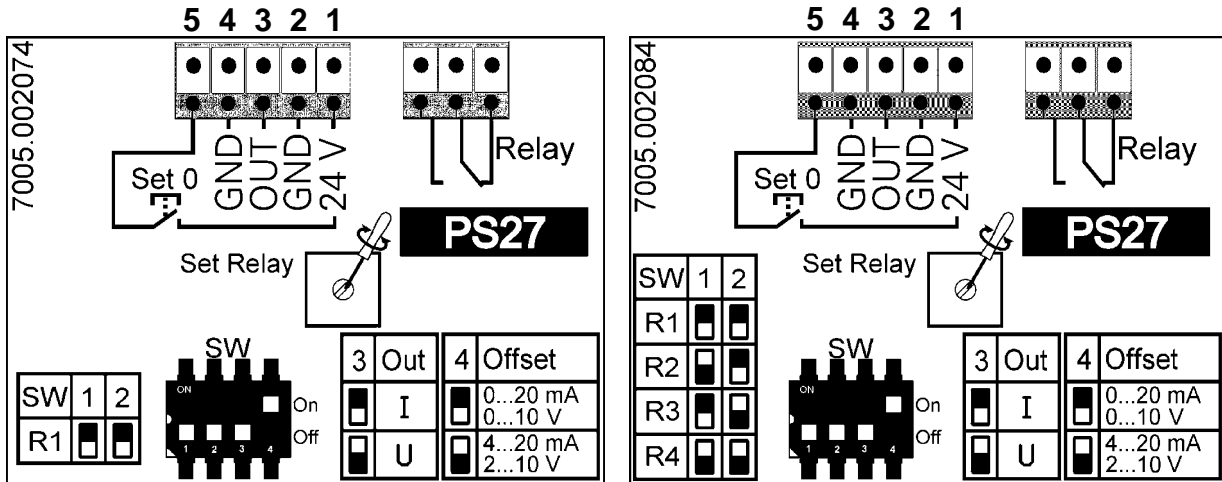 5 4 3 2 1
7005.002074
Set 0
GND
OUT
GND
24 V
Relay
PS27
Set Relay
SW
ON
1 2 3 4
On
Off
SW 1 2
R1
3 Out 4 Offset
I 0...20 mA
0...10 V
U 4...20 mA
2...10 V
5 4 3 2 1
7005.002084
Set 0
GND
OUT
GND
24 V
Relay
PS27
Set Relay
SW 1 2
R1
R2
R3
R4
SW
ON
1 2 3 4
On
Off
3 Out 4 Offset
I 0...20 mA
0...10 V
U 4...20 mA
2...10 V